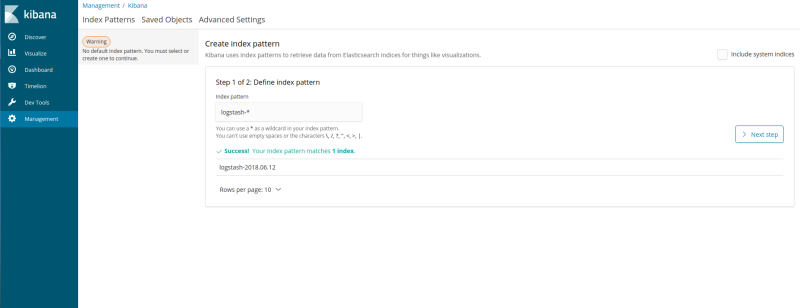 kibana
Discover
Visualize
Dashboard
Timelion
Dev Tools
Management
Management / Kibana
Index Patterns Saved Objects Advanced Settings
Warning
No default index pattern. You must select or
create one to continue.
Create index pattern
Kibana uses index patterns to retrieve data from Elasticsearch indices for things like visualizations.
Include system indices
Step 1 of 2: Define index pattern
Index pattern
logstash-*
You can use a * as a wildcard in your index pattern.
You can't use empty spaces or the characters \, /, ?, ", <, >, |.
Next step
Success! Your index pattern matches 1 index.
logstash-2018.06.12
Rows per page: 10